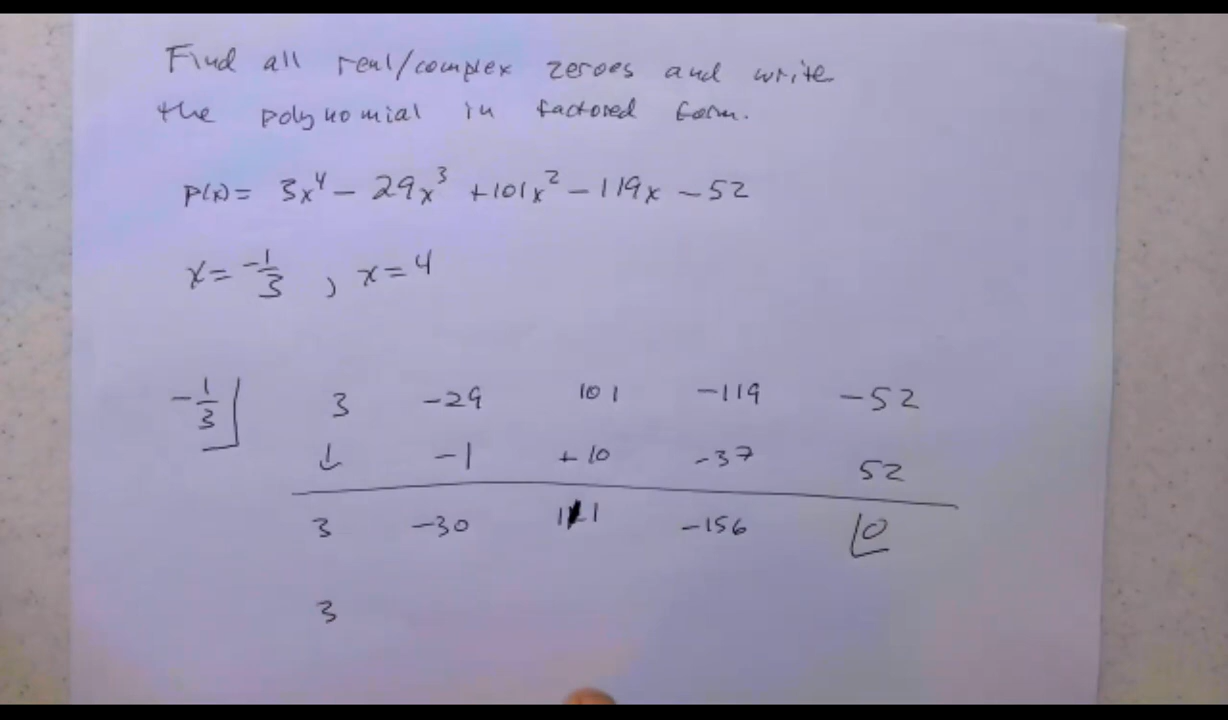 Find all real/complex zeroes and write
the polynomial in factored form.
P(x)= 3x⁴ - 29x³ +101x² - 119x - 52
x= -1/3 , x=4
-1/3 3 -29 101 -119 -52
↓ -1 +10 -37 52
3 -30 111 -156 0
3